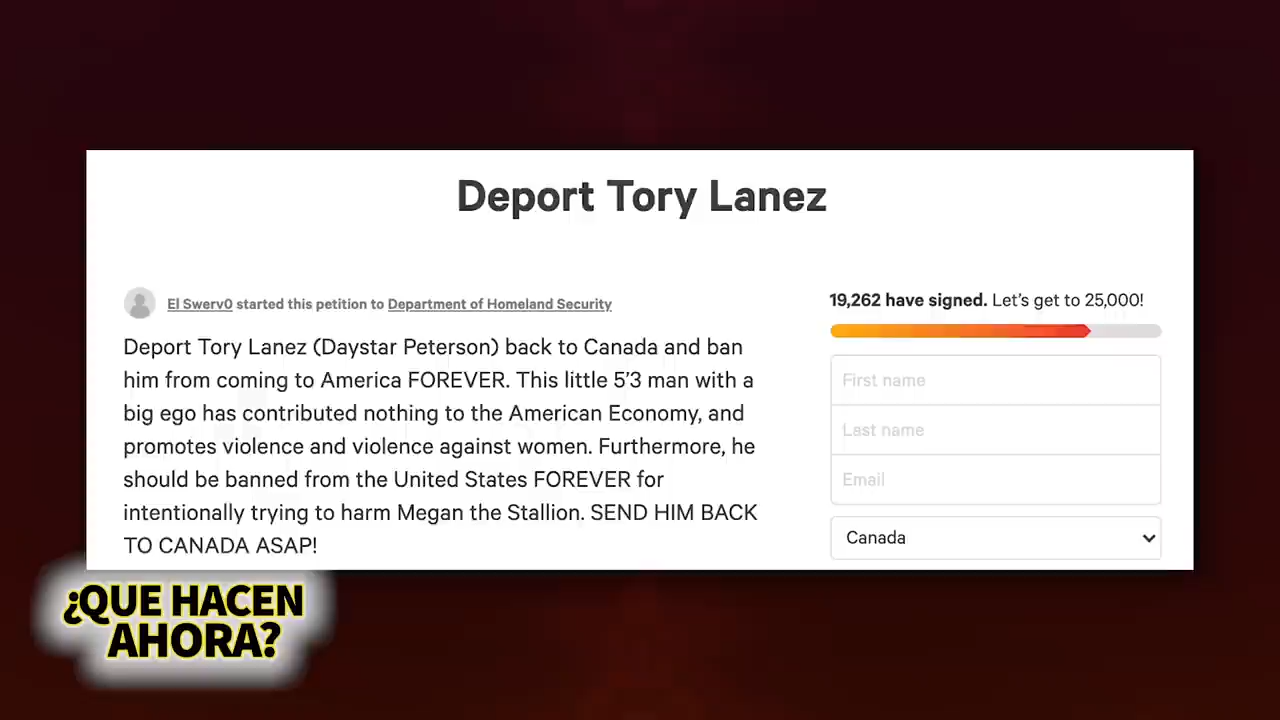 Deport Tory Lanez
El Swerv0 started this petition to Department of Homeland Security
Deport Tory Lanez (Daystar Peterson) back to Canada and ban
him from coming to America FOREVER. This little 5'3 man with a
big ego has contributed nothing to the American Economy, and
promotes violence and violence against women. Furthermore, he
should be banned from the United States FOREVER for
intentionally trying to harm Megan the Stallion. SEND HIM BACK
TO CANADA ASAP!
19,262 have signed. Let's get to 25,000!
First name
Last name
Email
Canada
¿QUE HACEN
AHORA?